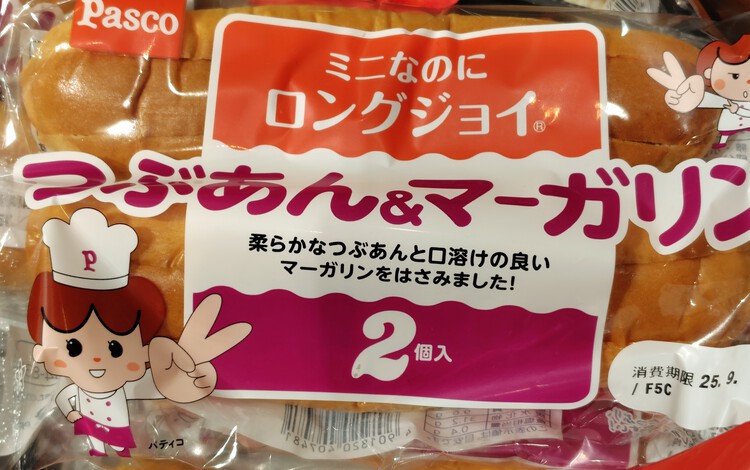 Pasco
ミニなのに
ロングジョイ®
つぶあん&マーガリン
柔らかなつぶあんと口溶けの良い
マーガリンをはさみました!
2個入
P
パティコ
消費期限 25.9.
/ F5C
4901820407481